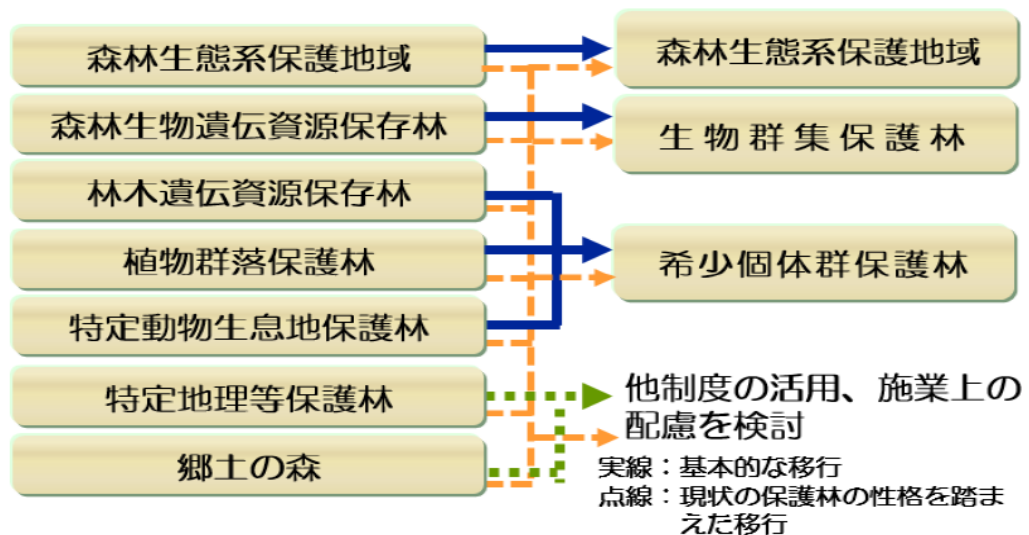 森林生態系保護地域
森林生物遺伝資源保存林
林木遺伝資源保存林
植物群落保護林
特定動物生息地保護林
特定地理等保護林
郷土の森
森林生態系保護地域
生物群集保護林
希少個体群保護林
他制度の活用、施業上の
配慮を検討
実線：基本的な移行
点線：現状の保護林の性格を踏ま
えた移行